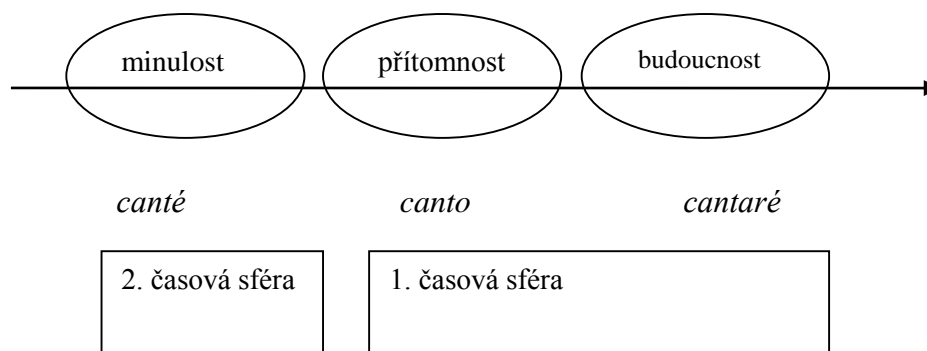 minulost přítomnost budoucnost
canté canto cantaré
2. časová sféra 1. časová sféra